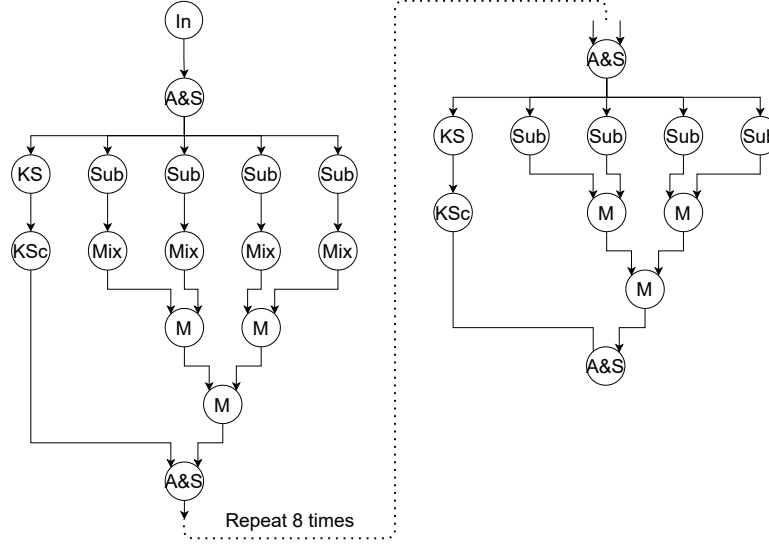 In
A&S
KS Sub Sub Sub Sub
KSc Mix Mix Mix Mix
M M
M
A&S
Repeat 8 times
A&S
KS Sub Sub Sub Sub
KSc M M
M
A&S